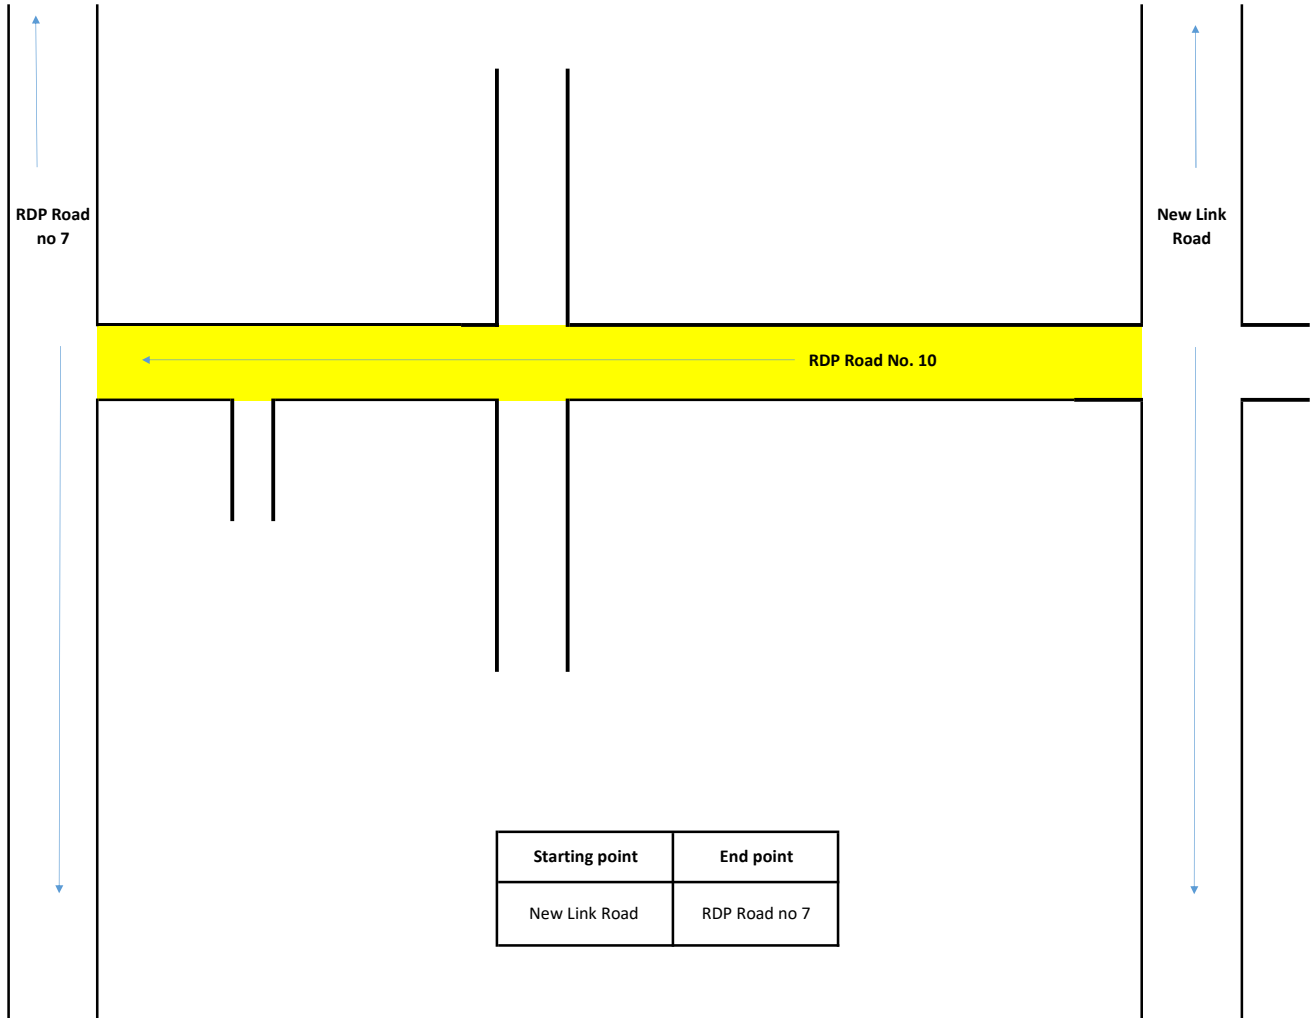 RDP Road
no 7
New Link
Road
RDP Road No. 10
Starting point End point
New Link Road RDP Road no 7